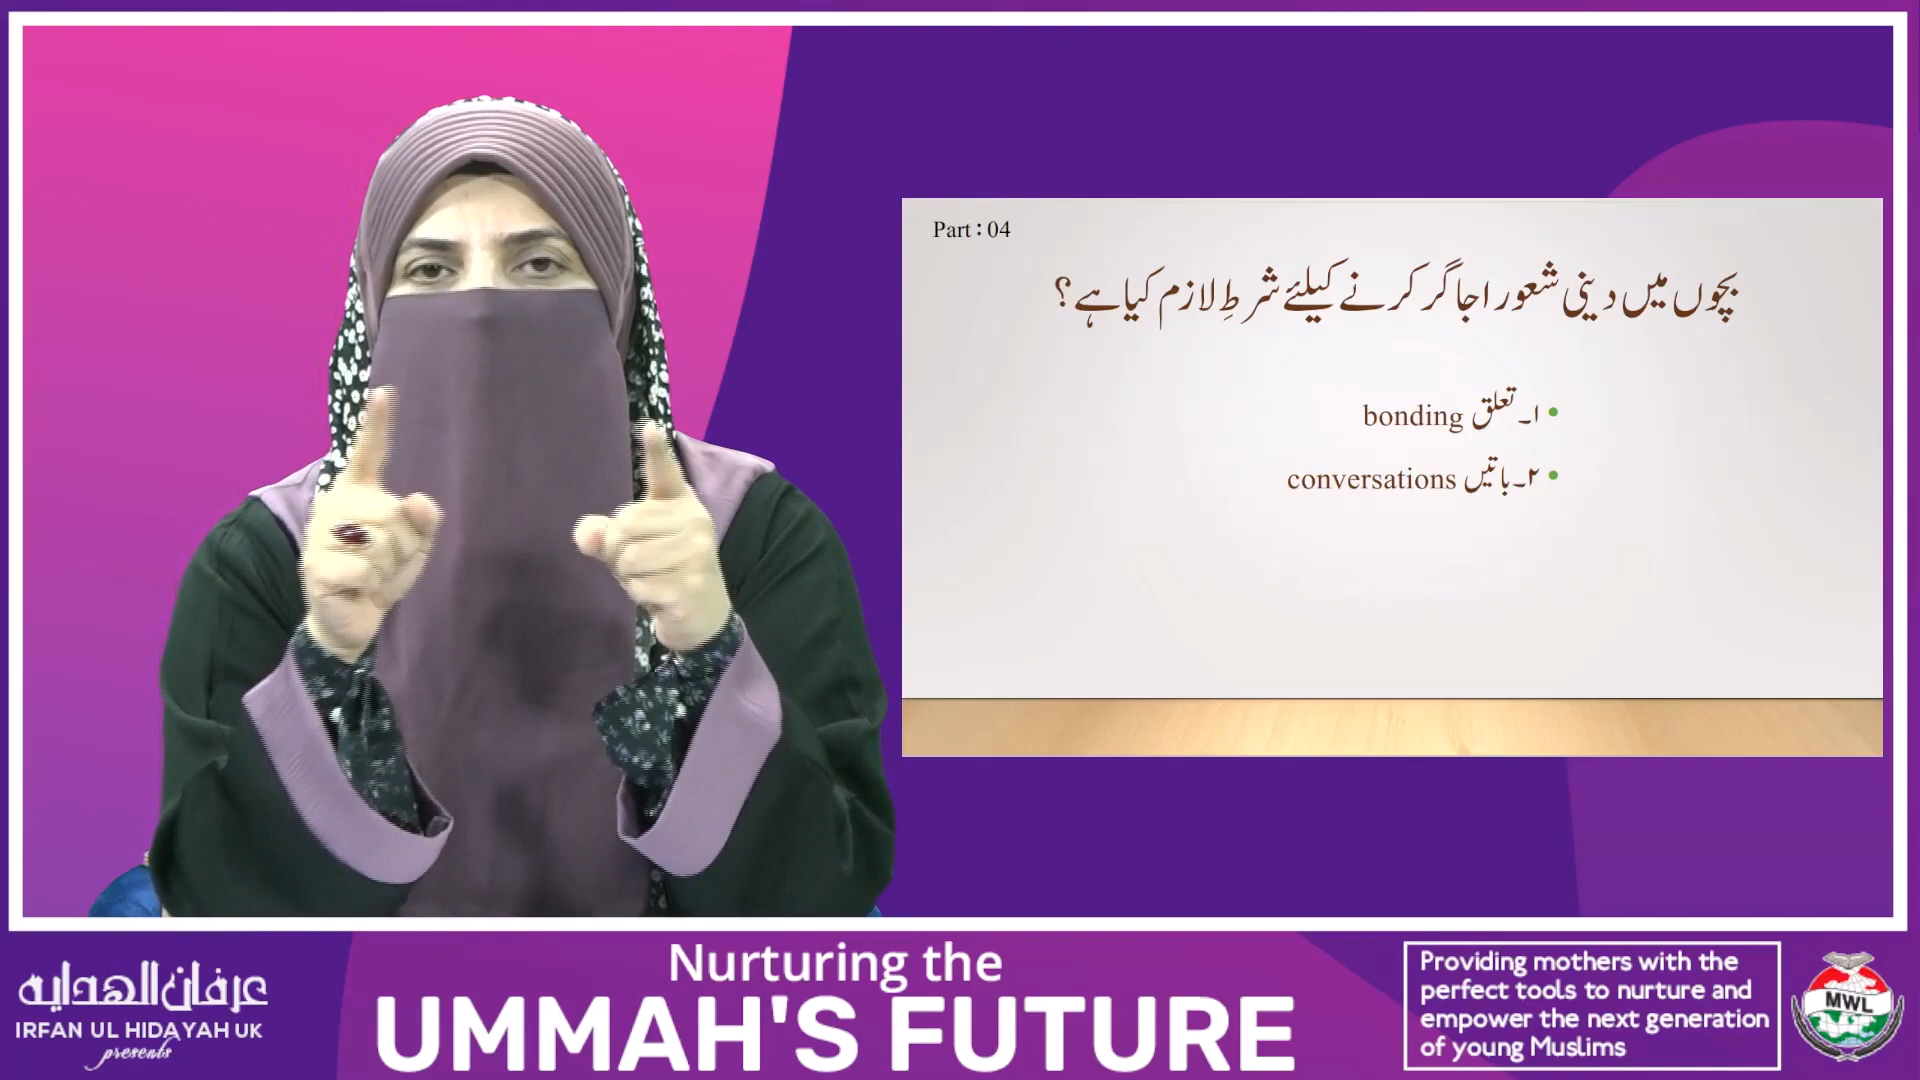 Part : 04
بچوں میں دینی شعور اجاگر کرنے کیلئے شرطِ لازم کیا ہے؟
• ۱۔ تعلق bonding
• ۲۔ باتیں conversations
عرفان الهدایه
IRFAN UL HIDAYAH UK
presents
Nurturing the
UMMAH'S FUTURE
Providing mothers with the
perfect tools to nurture and
empower the next generation
of young Muslims
MWL